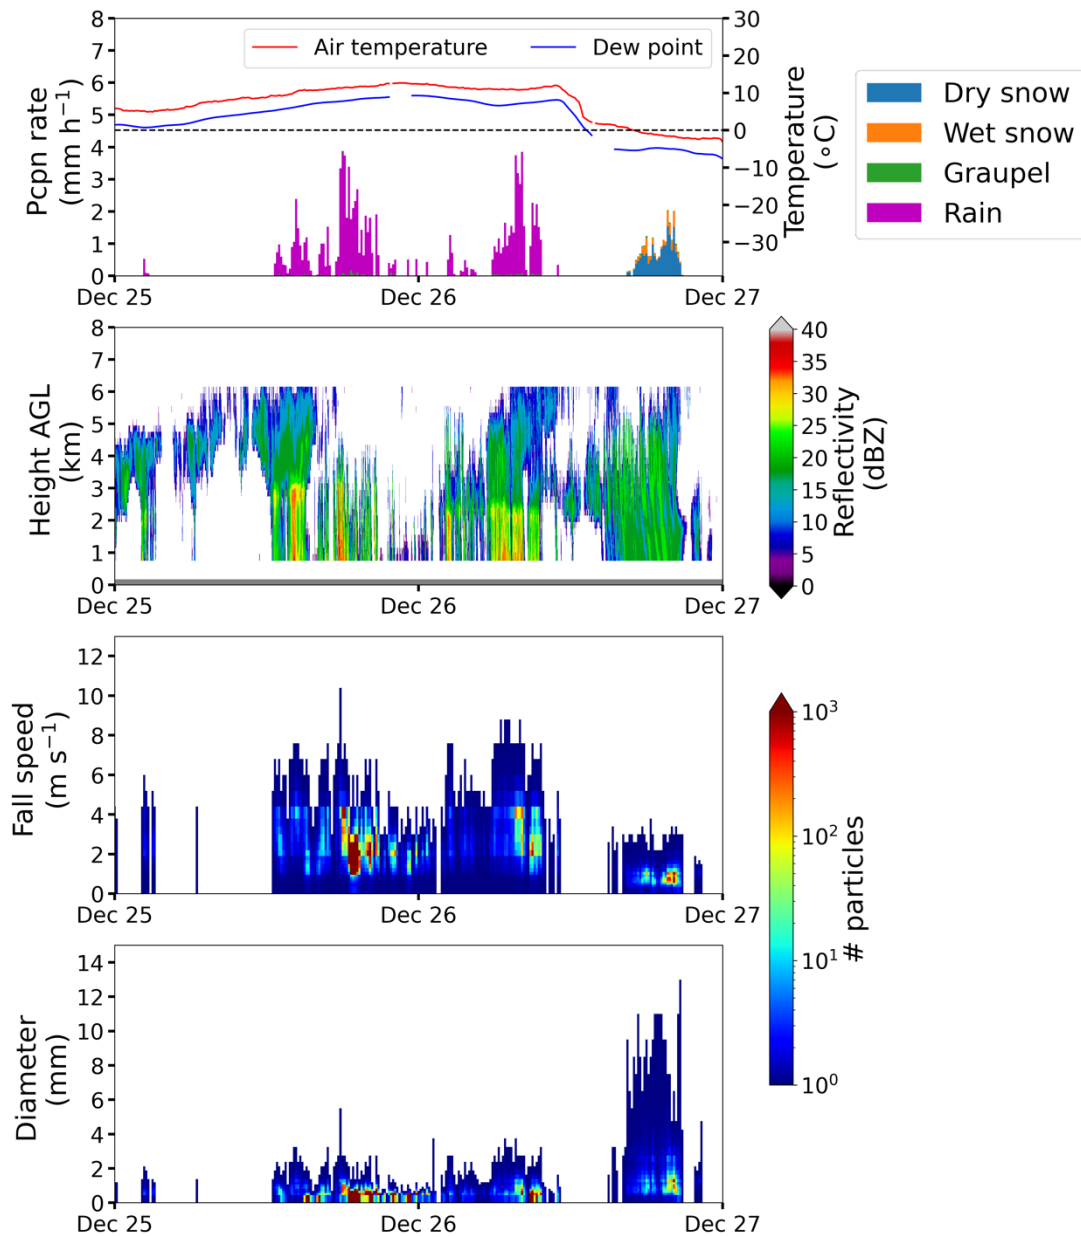 8
7
6
5
4
3
2
1
0
Pcpn rate
(mm h⁻¹)
Air temperature
Dew point
30
20
10
0
−10
−20
−30
Temperature
(∘C)
Dec 25
Dec 26
Dec 27
Dry snow
Wet snow
Graupel
Rain
8
7
6
5
4
3
2
1
0
Height AGL
(km)
Dec 25
Dec 26
Dec 27
40
35
30
25
20
15
10
5
0
Reflectivity
(dBZ)
12
10
8
6
4
2
0
Fall speed
(m s⁻¹)
Dec 25
Dec 26
Dec 27
10³
10²
10¹
10⁰
# particles
14
12
10
8
6
4
2
0
Diameter
(mm)
Dec 25
Dec 26
Dec 27